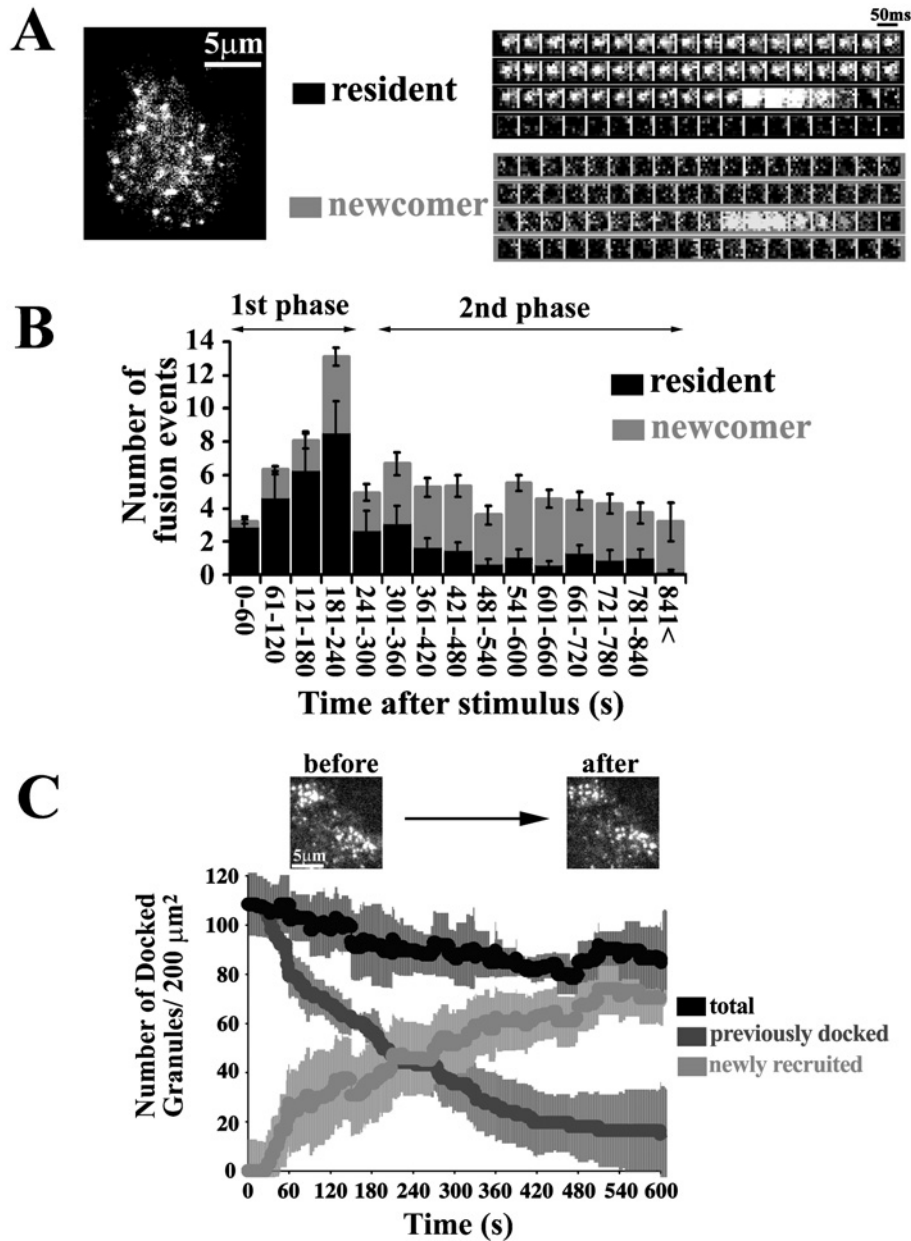 A
5μm
resident
newcomer
50ms
B
1st phase
2nd phase
Number of
fusion events
14
12
10
8
6
4
2
0
resident
newcomer
0-60
61-120
121-180
181-240
241-300
301-360
361-420
421-480
481-540
541-600
601-660
661-720
721-780
781-840
841<
Time after stimulus (s)
C
before
after
5μm
Number of Docked
Granules/ 200 μm²
120
100
80
60
40
20
0
total
previously docked
newly recruited
0 60 120 180 240 300 360 420 480 540 600
Time (s)